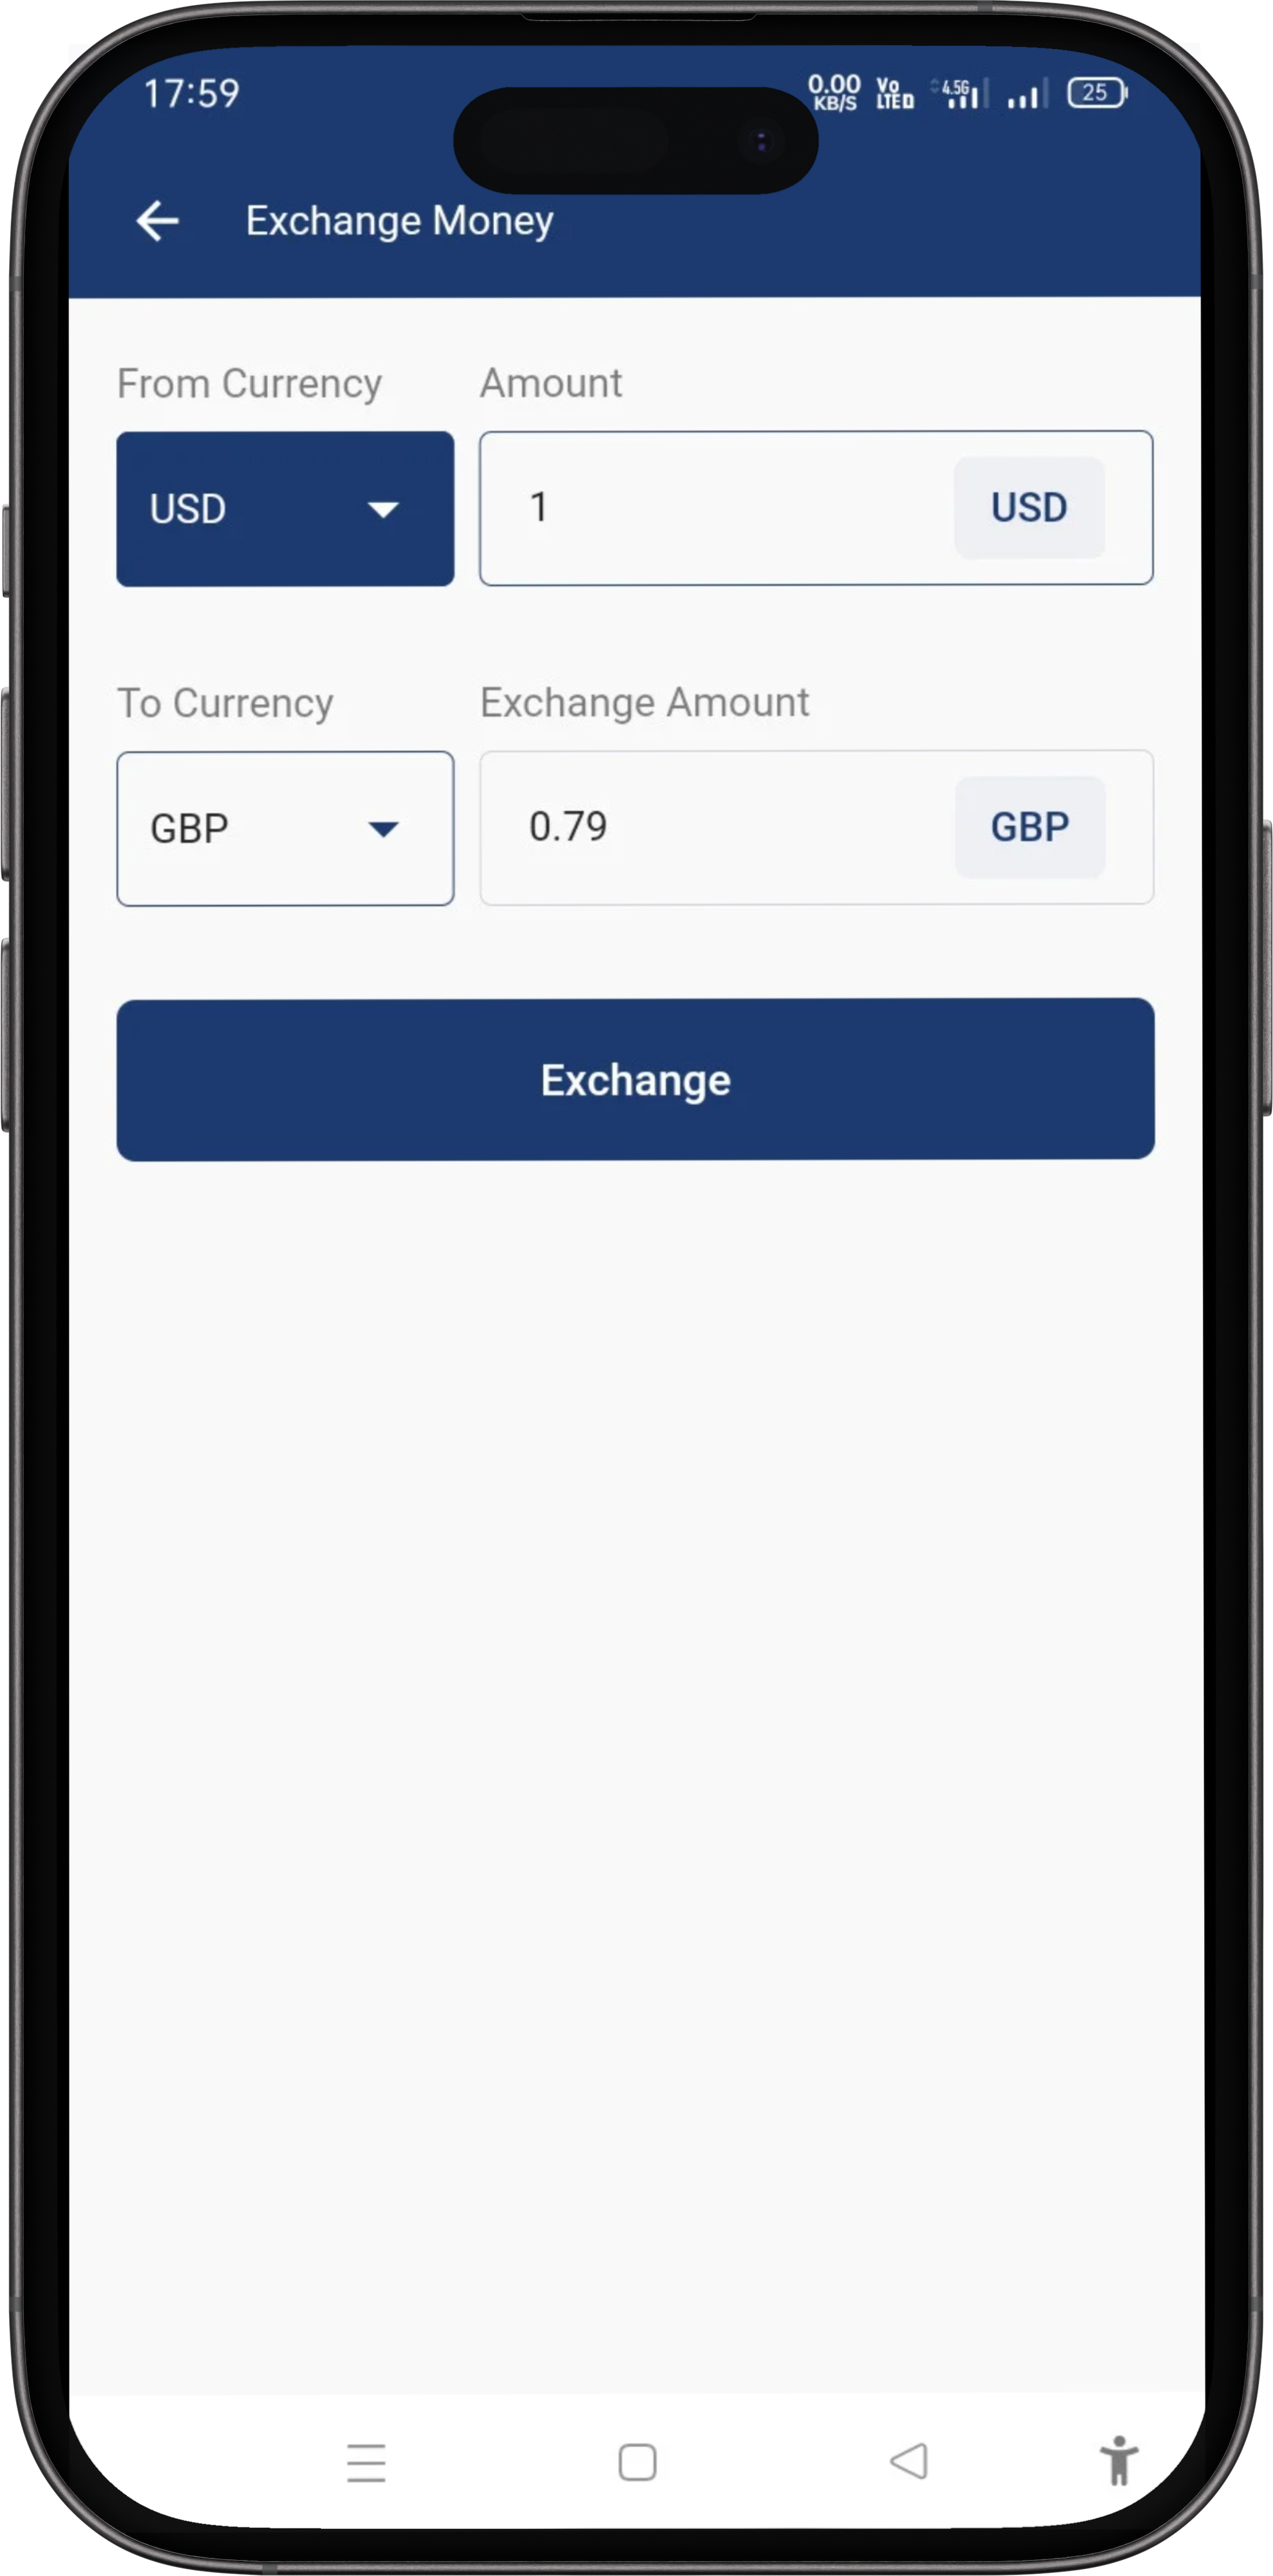 17:59 0.00 KB/S Vo LTE D 4.5G 25
Exchange Money
From Currency Amount
USD 1 USD
To Currency Exchange Amount
GBP 0.79 GBP
Exchange